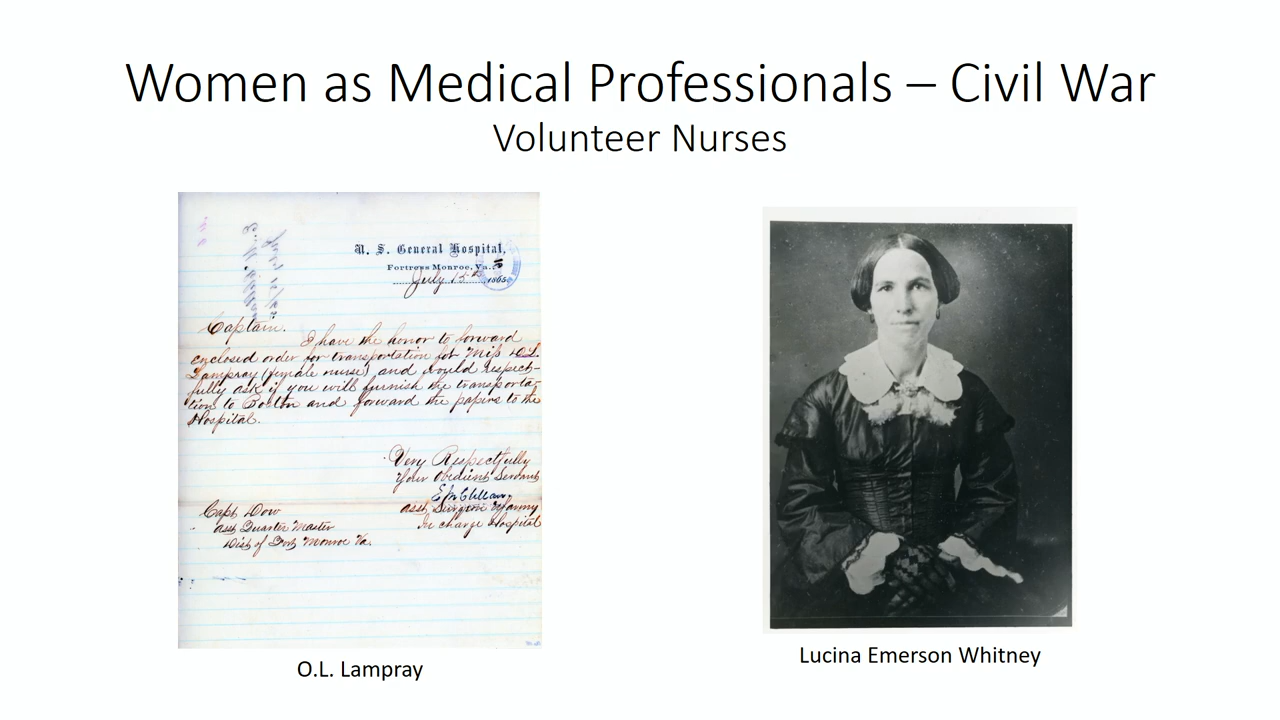 Women as Medical Professionals – Civil War
Volunteer Nurses
U. S. General Hospital,
Fortress Monroe, Va.
July 15th, 1865
Captain.
I have the honor to forward
enclosed order for transportation for Miss O.L.
Lampray (female nurse) and would respect-
fully ask if you will furnish the transporta-
tion to Boston and forward the papers to the
Hospital.
Very Respectfully
Your Obedient Servant
Asst Surgeon U.S. Army
In charge Hospital
Capt Dow
Asst Quarter Master
Dist of Fort Monroe Va.
O.L. Lampray
Lucina Emerson Whitney